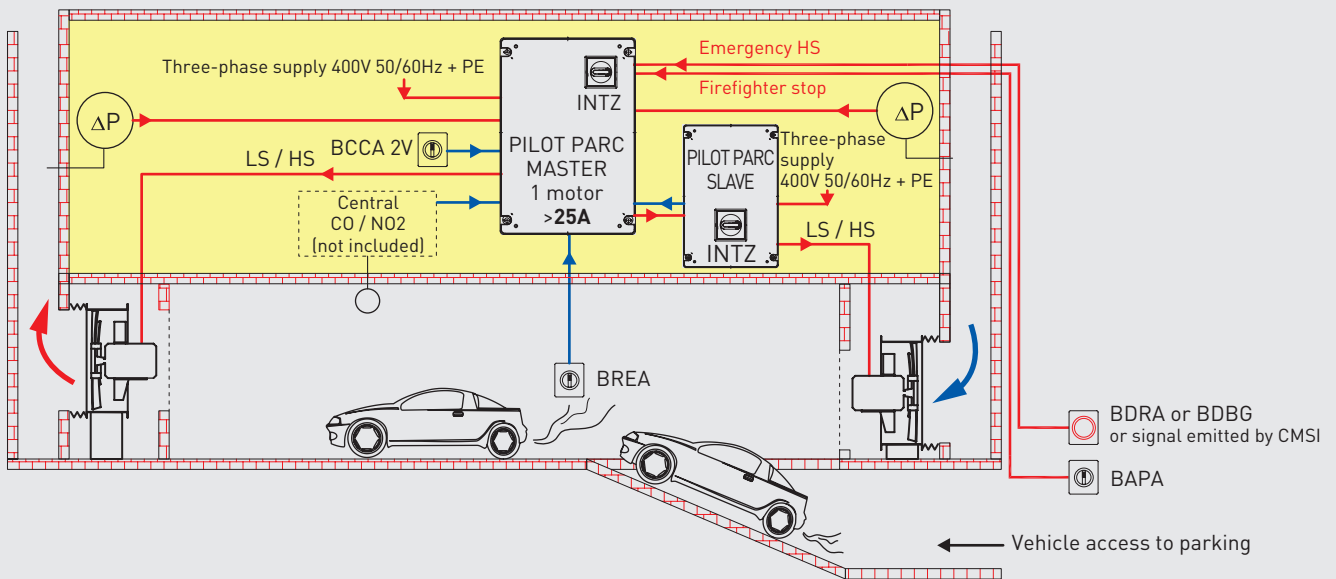 Emergency HS
Three-phase supply 400V 50/60Hz + PE
INTZ
Firefighter stop
ΔP
ΔP
BCCA 2V
PILOT PARC
MASTER
1 motor
>25A
PILOT PARC
SLAVE
INTZ
Three-phase
supply
400V 50/60Hz + PE
LS / HS
LS / HS
Central
CO / NO2
(not included)
BREA
BDRA or BDBG
or signal emitted by CMSI
BAPA
Vehicle access to parking